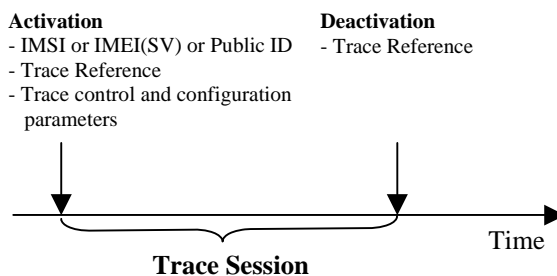 Activation
- IMSI or IMEI(SV) or Public ID
- Trace Reference
- Trace control and configuration
parameters
Deactivation
- Trace Reference
Time
Trace Session